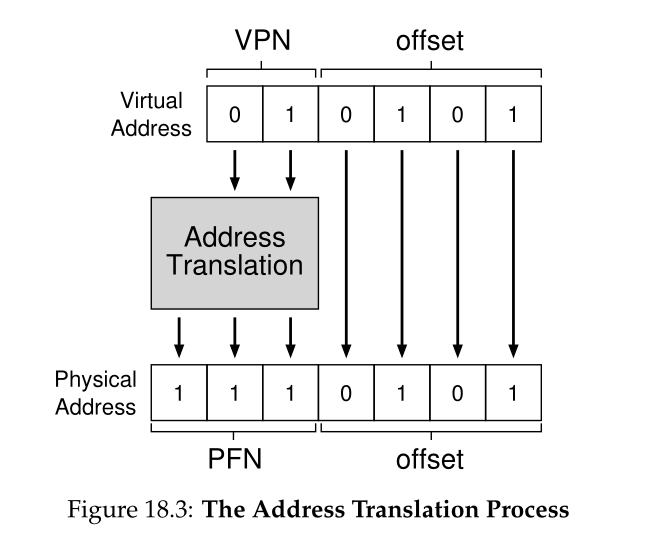 VPN offset
Virtual Address 0 1 0 1 0 1
Address
Translation
Physical Address 1 1 1 0 1 0 1
PFN offset
Figure 18.3: The Address Translation Process